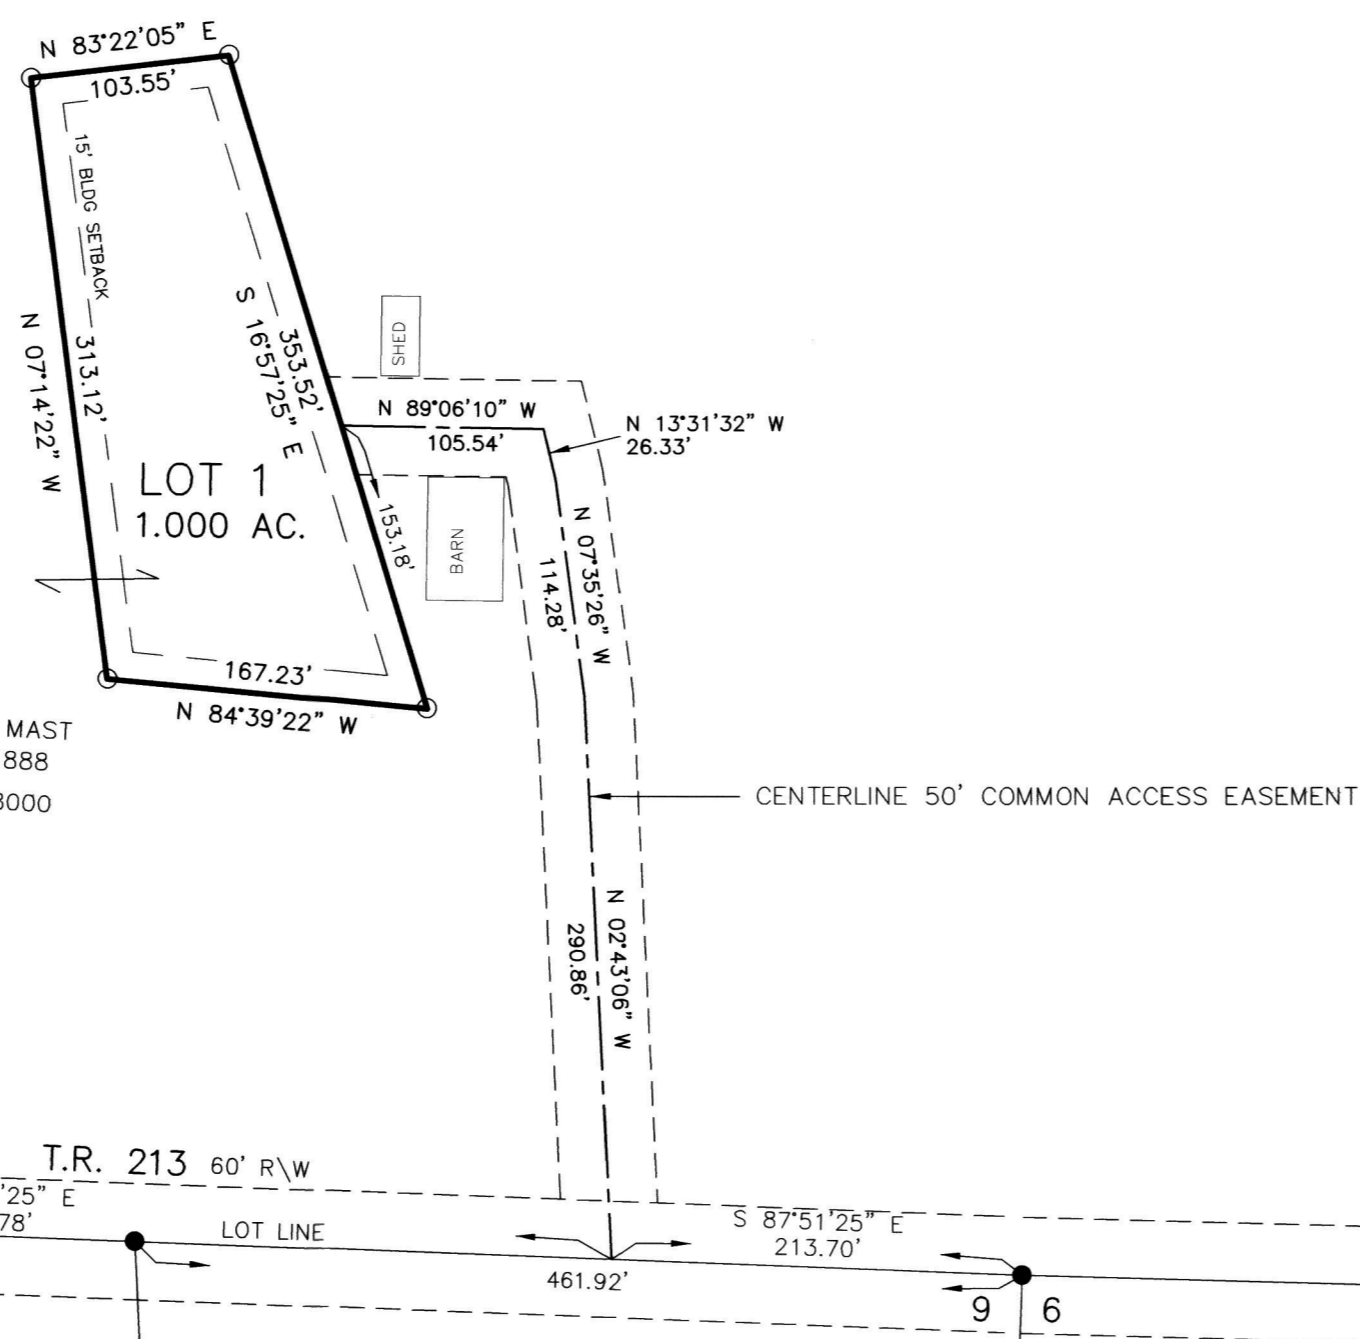 N 83°22'05" E
103.55'
15' BLDG SETBACK
N 07°14'22" W
313.12'
353.52'
S 16°57'25" E
SHED
N 89°06'10" W
105.54'
N 13°31'32" W
26.33'
LOT 1
1.000 AC.
153.18'
BARN
N 07°35'26" W
114.28'
167.23'
N 84°39'22" W
MAST
888
3000
CENTERLINE 50' COMMON ACCESS EASEMENT
N 02°43'06" W
290.86'
T.R. 213 60' R\W
'25" E
78'
LOT LINE
S 87°51'25" E
213.70'
461.92'
9 6